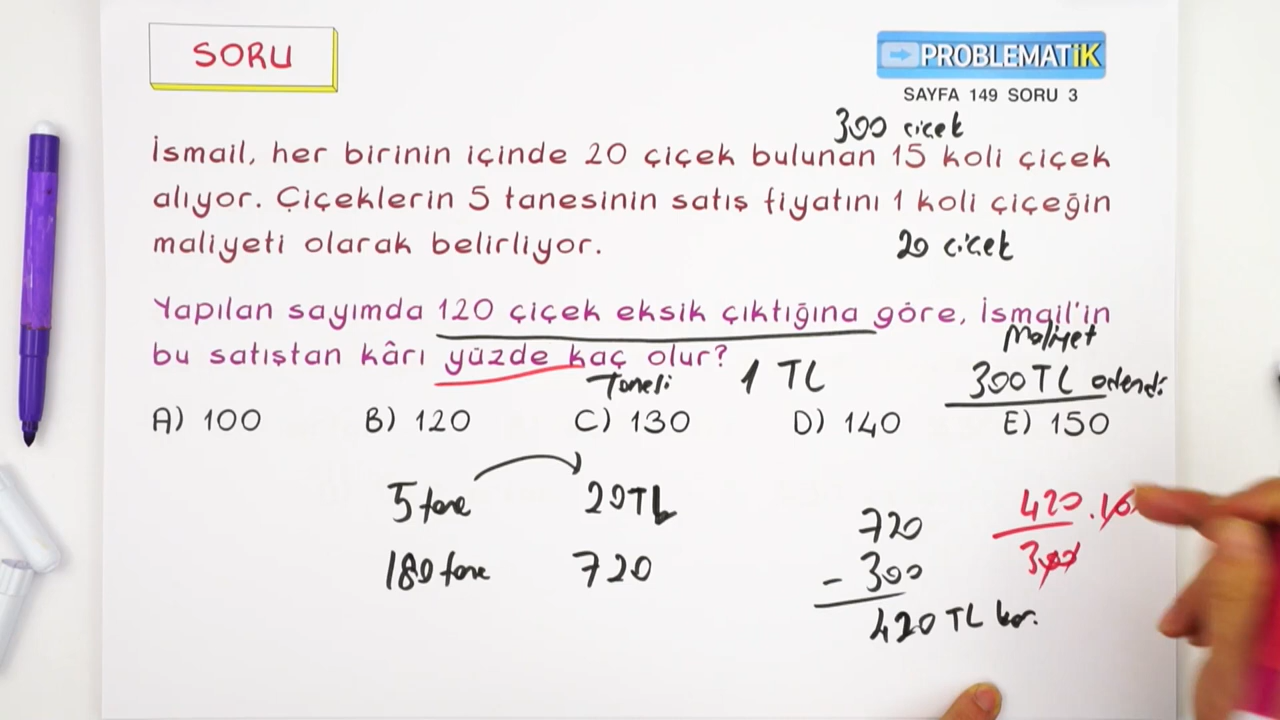 SORU
PROBLEMATİK
SAYFA 149 SORU 3
300 çiçek
İsmail, her birinin içinde 20 çiçek bulunan 15 koli çiçek
alıyor. Çiçeklerin 5 tanesinin satış fiyatını 1 koli çiçeğin
maliyeti olarak belirliyor.
20 çiçek
Yapılan sayımda 120 çiçek eksik çıktığına göre, İsmail'in
bu satıştan kârı yüzde kaç olur?
Maliyet
Tanesi 1 TL
300 TL ödendi
A) 100 B) 120 C) 130 D) 140 E) 150
5 tane 20 TL
180 tane 720
720
- 300
420 TL kar.
420
300